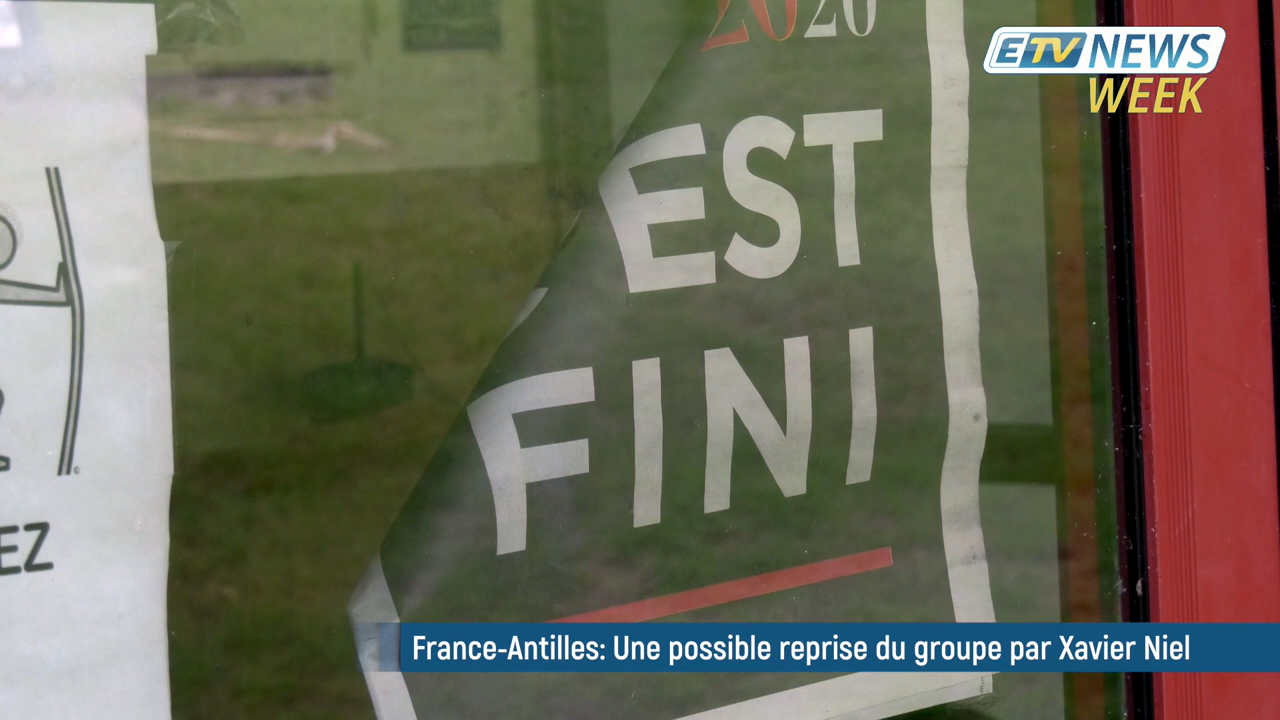 2020
EST
FINI
EZ
ETV NEWS
WEEK
France-Antilles: Une possible reprise du groupe par Xavier Niel